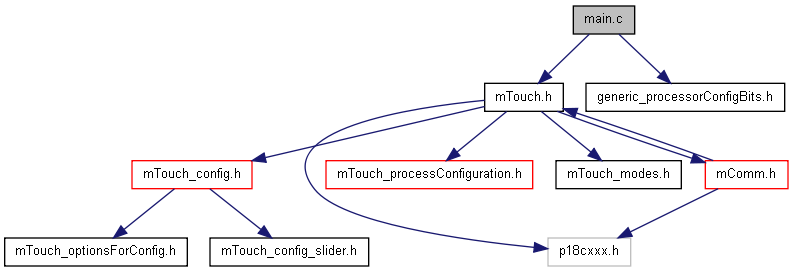 main.c
mTouch.h
generic_processorConfigBits.h
mTouch_config.h
mTouch_processConfiguration.h
mTouch_modes.h
mComm.h
mTouch_optionsForConfig.h
mTouch_config_slider.h
p18cxxx.h